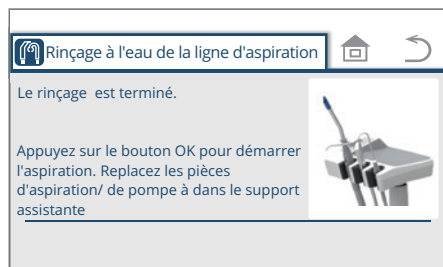 Rinçage à l'eau de la ligne d'aspiration
Le rinçage est terminé.
Appuyez sur le bouton OK pour démarrer
l'aspiration. Replacez les pièces
d'aspiration/ de pompe à dans le support
assistante